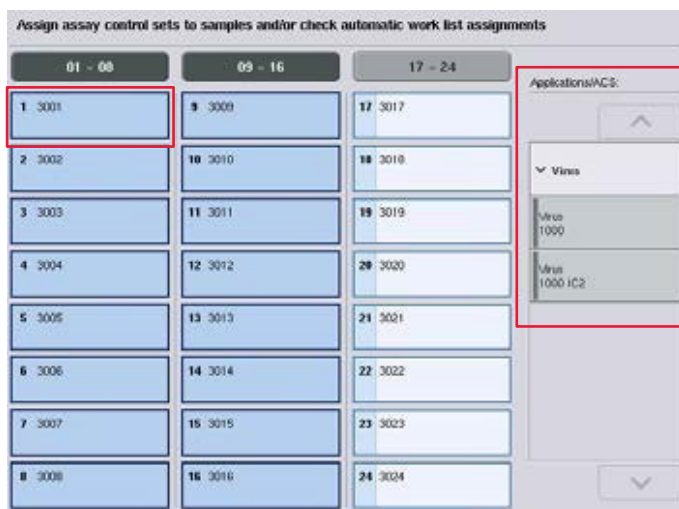 Assign assay control sets to samples and/or check automatic work list assignments
01 - 08
09 - 16
17 - 24
Applications/ACS:
1 3001
9 3009
17 3017
2 3002
10 3010
18 3018
Virus
3 3003
11 3011
19 3019
Virus
1000
4 3004
12 3012
20 3020
Virus
1000 IC2
5 3005
13 3013
21 3021
6 3006
14 3014
22 3022
7 3007
15 3015
23 3023
8 3008
16 3016
24 3024